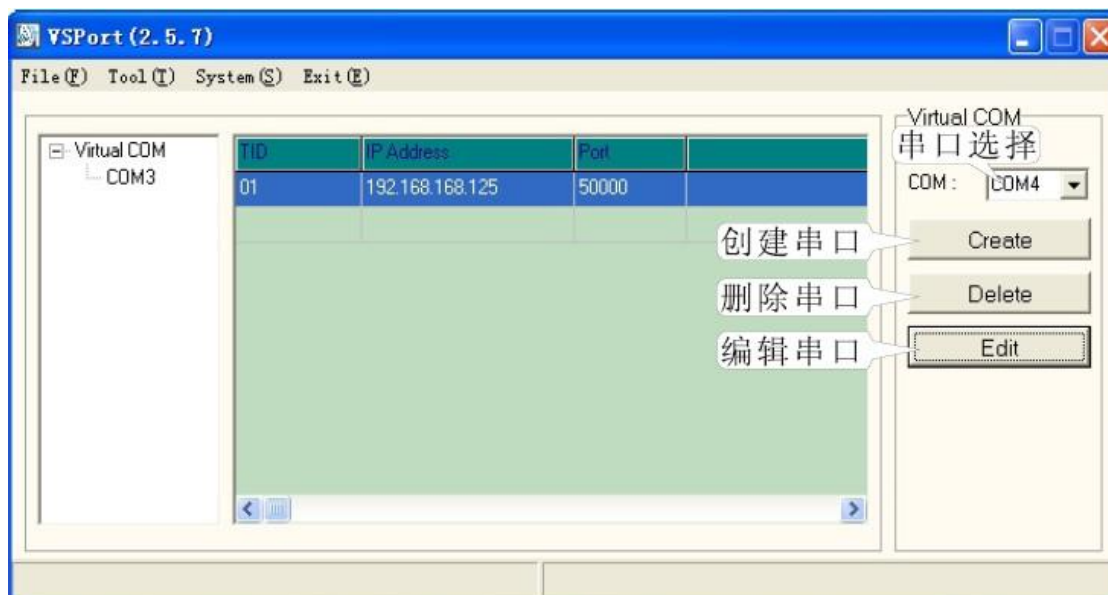 VSPort(2.5.7)
File(F) Tool(T) System(S) Exit(E)
Virtual COM
COM3
TID IP Address Port
01 192.168.168.125 50000
Virtual COM
串口选择
COM : COM4
创建串口 Create
删除串口 Delete
编辑串口 Edit